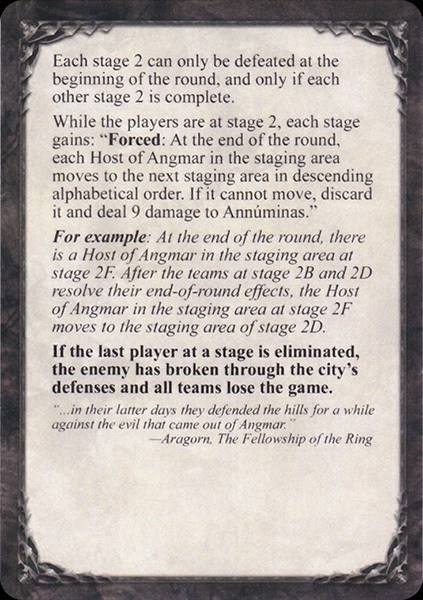 Each stage 2 can only be defeated at the
beginning of the round, and only if each
other stage 2 is complete.
While the players are at stage 2, each stage
gains: “Forced: At the end of the round,
each Host of Angmar in the staging area
moves to the next staging area in descending
alphabetical order. If it cannot move, discard
it and deal 9 damage to Annúminas.”
For example: At the end of the round, there
is a Host of Angmar in the staging area at
stage 2F. After the teams at stage 2B and 2D
resolve their end-of-round effects, the Host
of Angmar in the staging area at stage 2F
moves to the staging area of stage 2D.
If the last player at a stage is eliminated,
the enemy has broken through the city’s
defenses and all teams lose the game.
“...in their latter days they defended the hills for a while
against the evil that came out of Angmar.”
—Aragorn, The Fellowship of the Ring